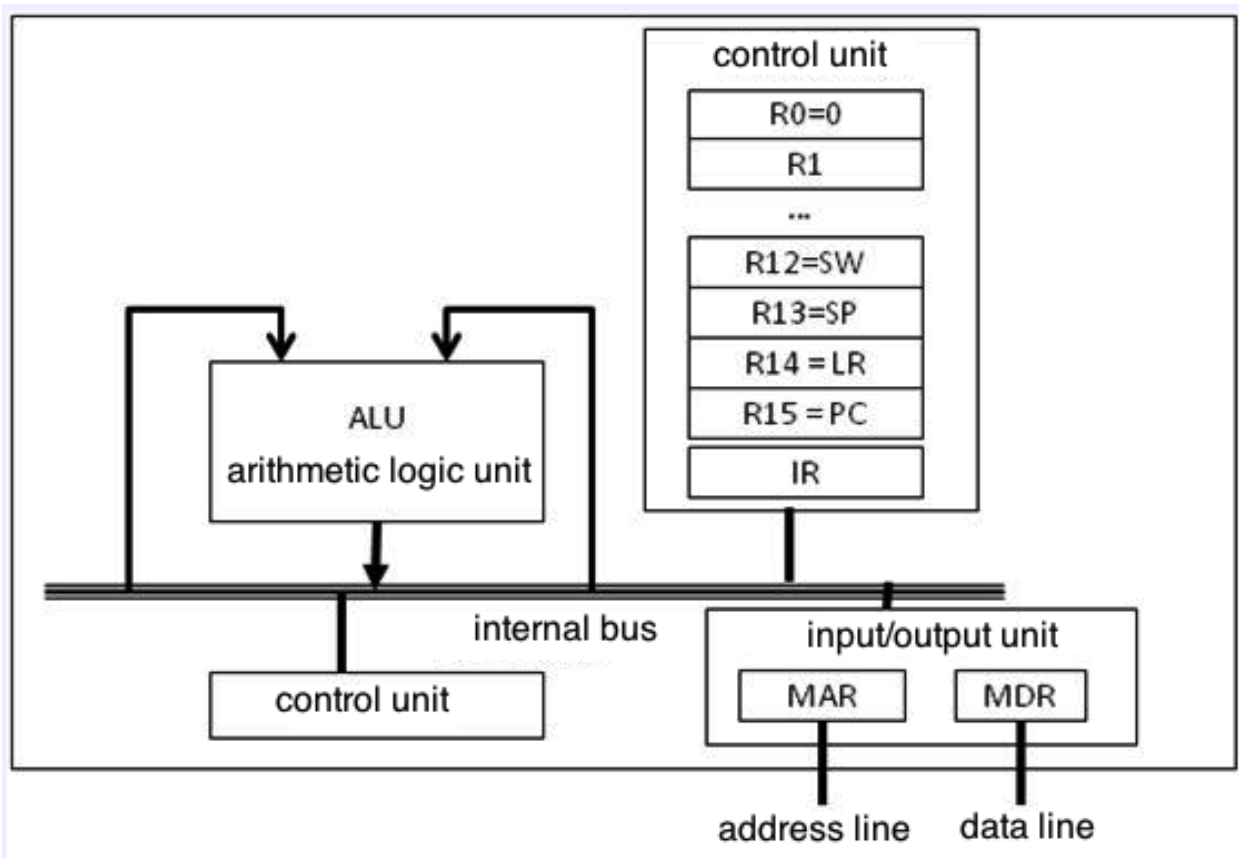 control unit
R0=0
R1
...
R12=SW
R13=SP
R14 = LR
R15 = PC
IR
ALU
arithmetic logic unit
internal bus
control unit
input/output unit
MAR
MDR
address line
data line